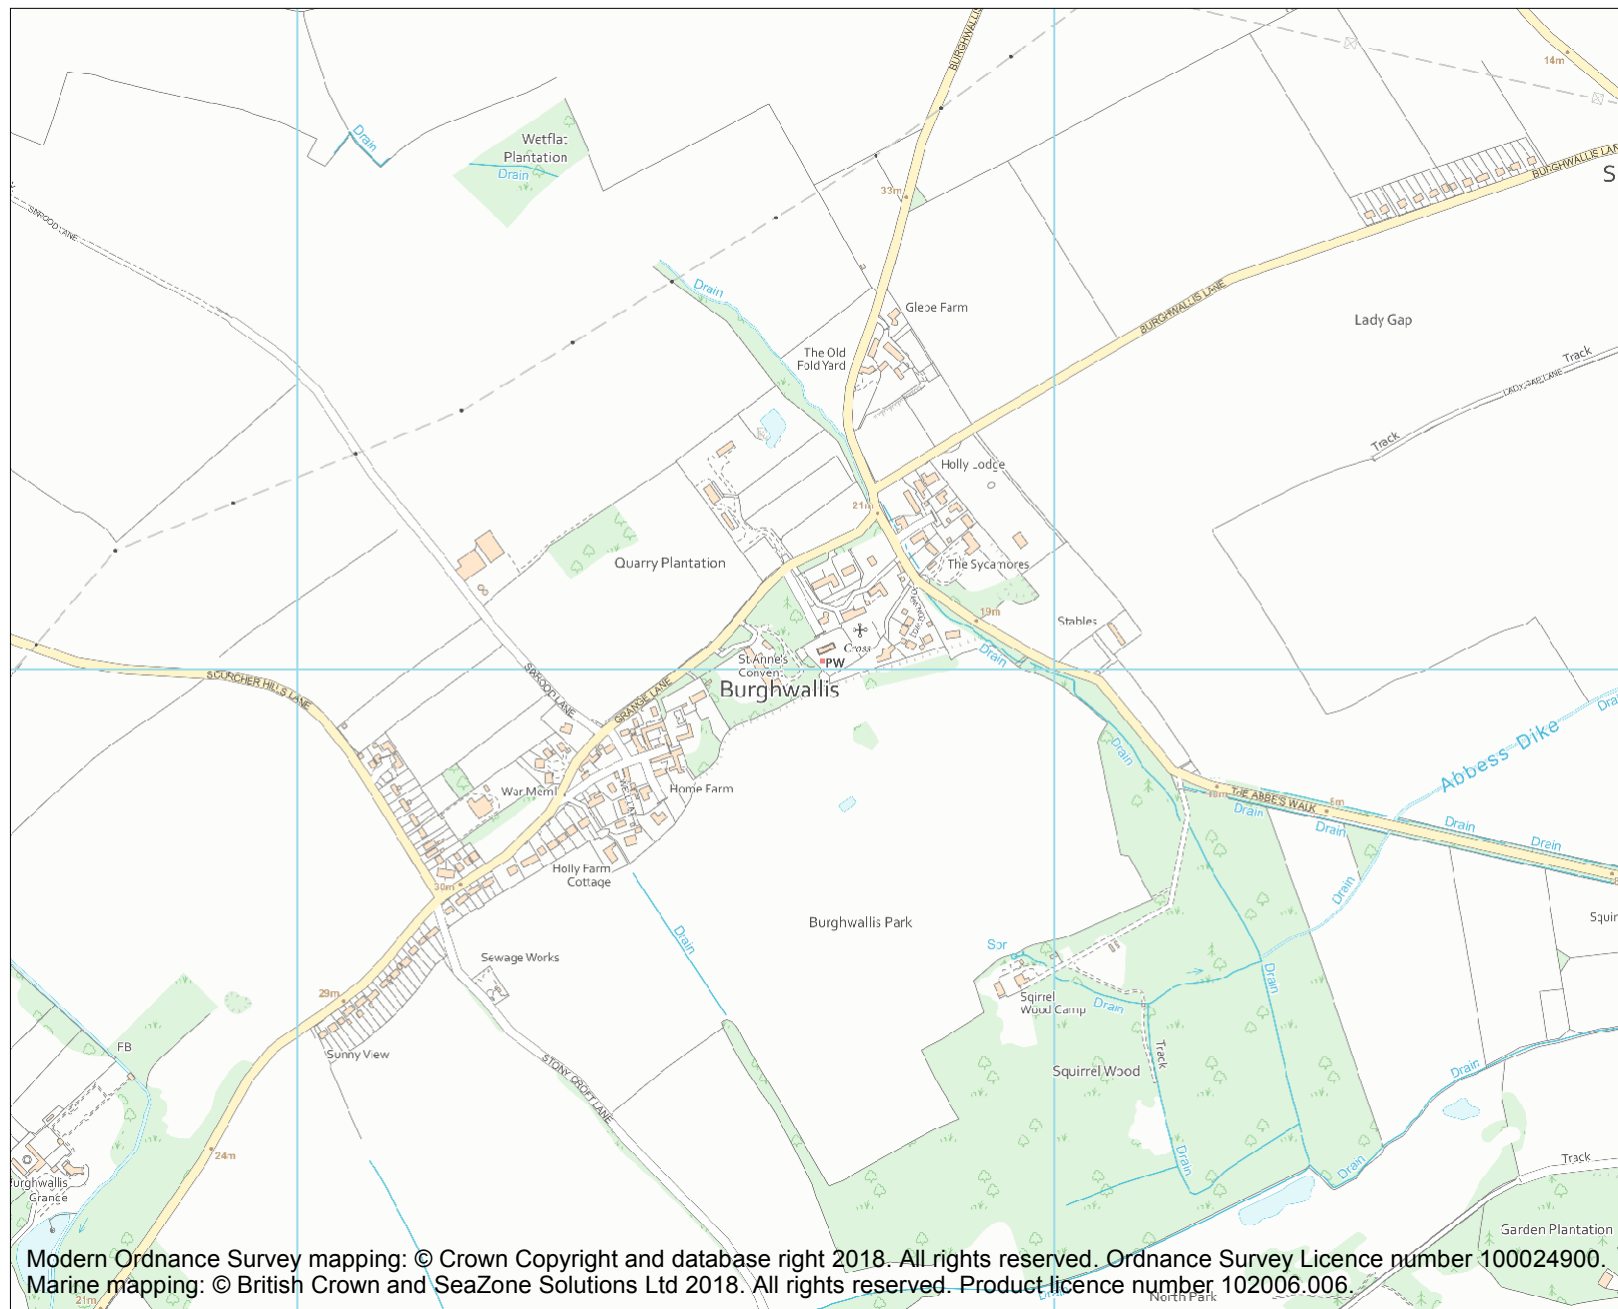 BURGHWALLIS
14m
Drain
Wetflat
Plantation
Drain
BURGHWALLIS LANE
S
33m
Drain
Glebe Farm
BURGHWALLIS LANE
Lady Gap
The Old
Fold Yard
Track
LADY GAP LANE
Track
Holly Lodge
21m
Quarry Plantation
The Sycamores
19m
Stables
Cross
PW
Drain
St Anne's
Convent
Burghwallis
SCORCHER HILLS LANE
GRANGE LANE
Drain
Abbess Dike
Drain
War Meml
Home Farm
THE ABBE'S WALK
Drain
Drain
Drain
Drain
Holly Farm
Cottage
30m
Drain
Burghwallis Park
Drain
Spr
Sewage Works
Drain
29m
Sqirrel
Wood Camp
Drain
FB
Sunny View
STONY CROFT LANE
Track
Squirrel Wood
Drain
24m
Drain
Drain
Track
Burghwallis
Grange
Garden Plantation
Modern Ordnance Survey mapping: © Crown Copyright and database right 2018. All rights reserved. Ordnance Survey Licence number 100024900.
Marine mapping: © British Crown and SeaZone Solutions Ltd 2018. All rights reserved. Product licence number 102006.006.
21m
North Park